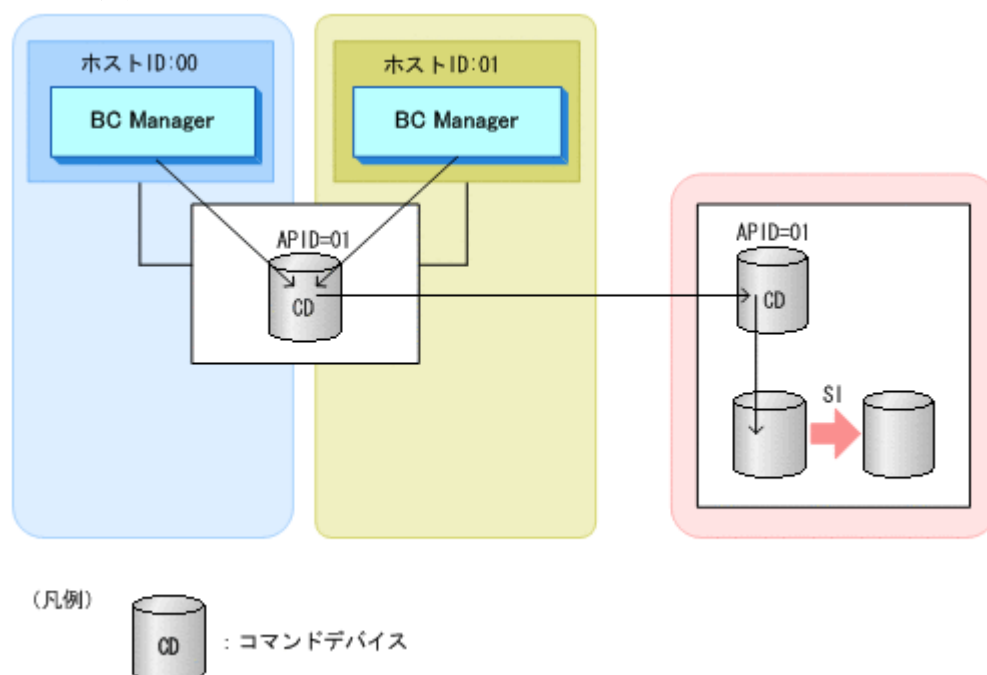 ホストID:00
BC Manager
ホストID:01
BC Manager
APID=01
CD
APID=01
CD
SI
（凡例）
CD
：コマンドデバイス